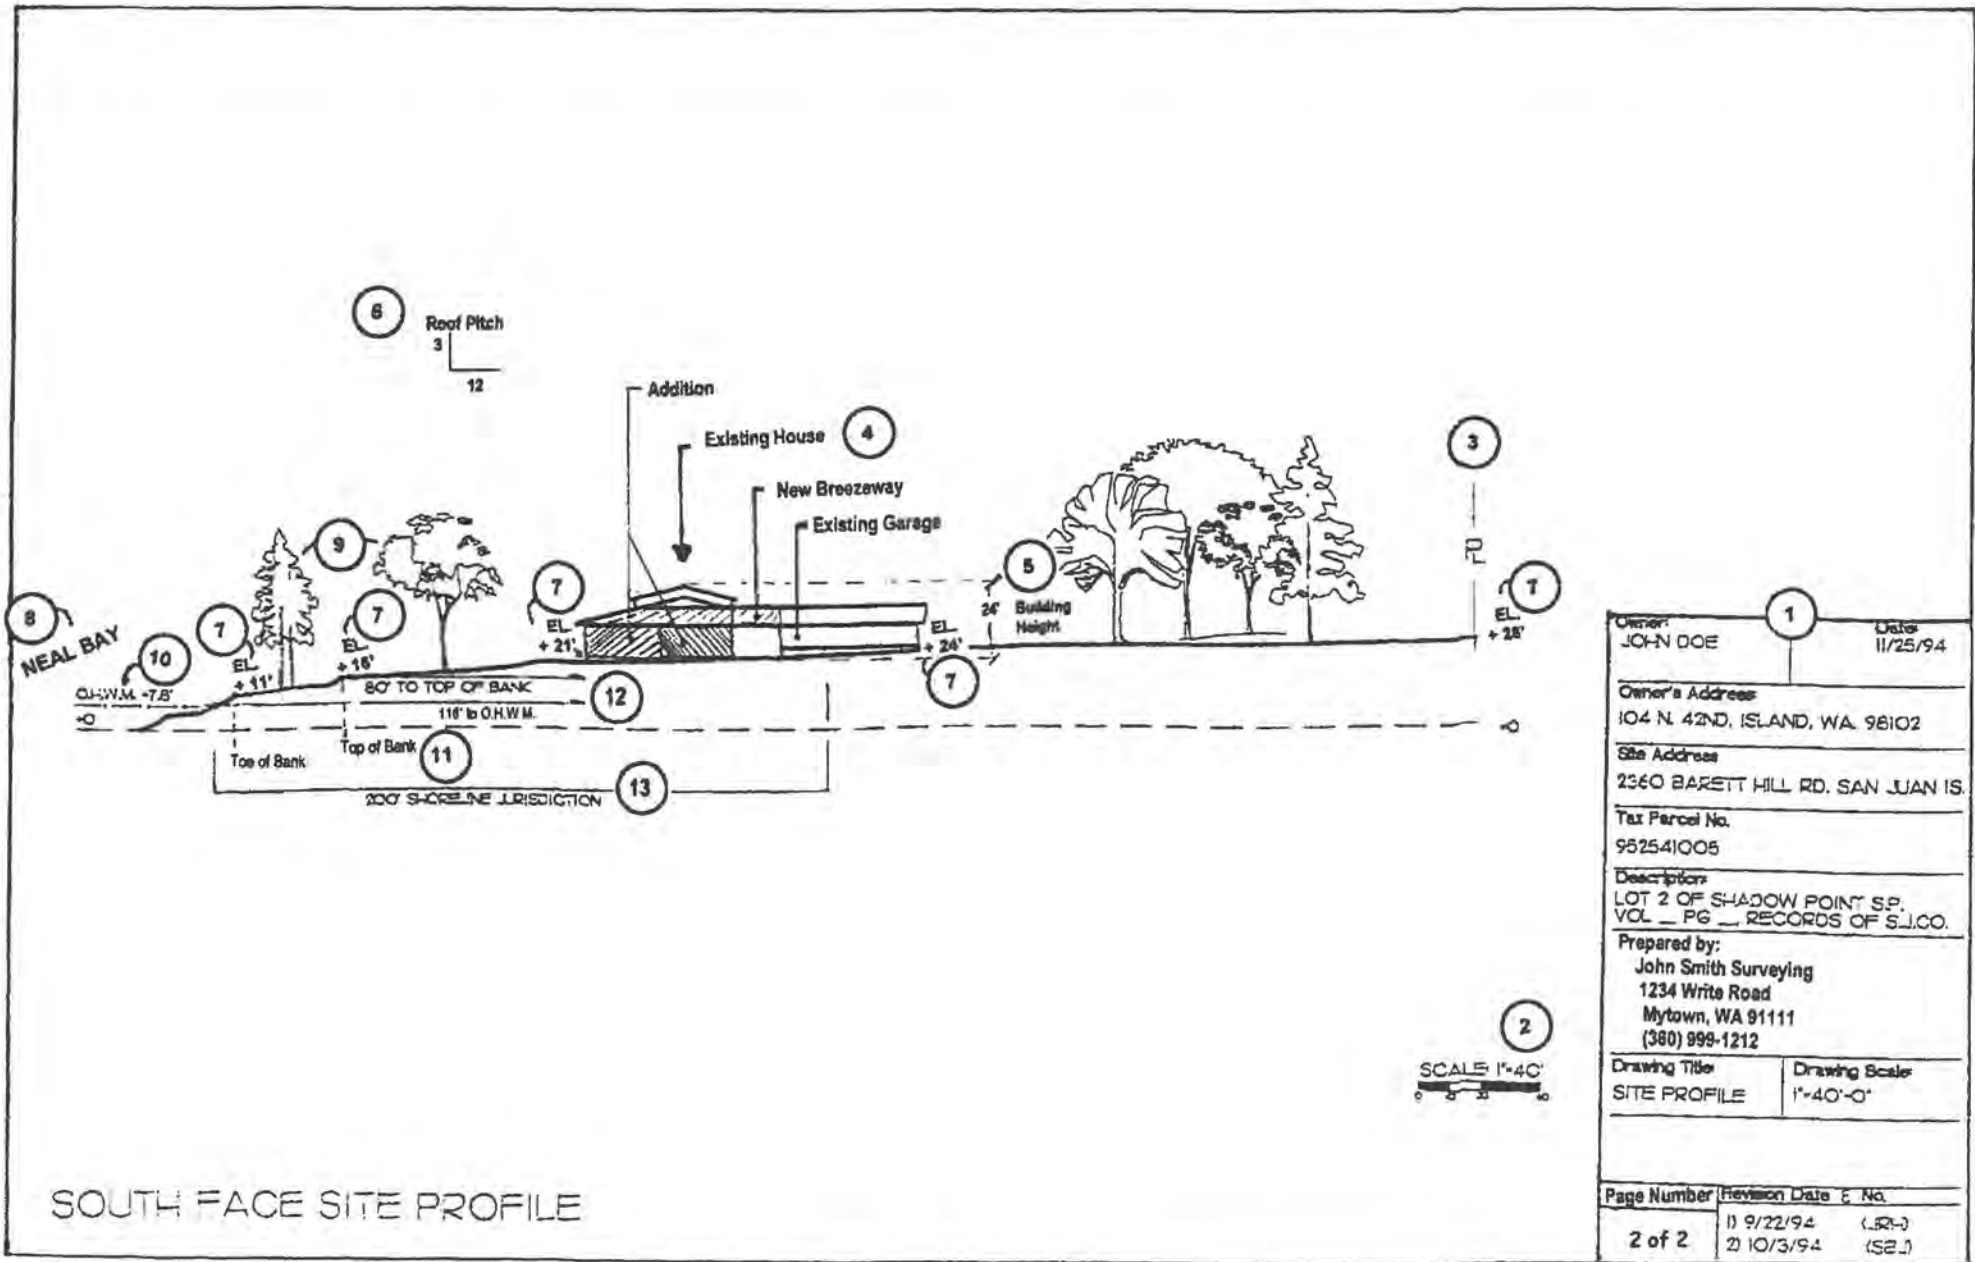 6
Roof Pitch
3
12
Addition
Existing House
4
3
New Breezeway
Existing Garage
9
7
5
7
8
7
7
24'
Building
Height
NEAL BAY
10
EL.
+ 11'
EL.
+ 16'
EL.
+ 21'
EL.
+ 24'
7
EL.
O.H.W.M. +7.8'
80' TO TOP OF BANK
12
116' to O.H.W.M.
Toe of Bank
Top of Bank
11
200' SHORELINE JURISDICTION
13
2
SCALE: 1"=40'
SOUTH FACE SITE PROFILE
1
Owner:
Date:
JOHN DOE
11/25/94
Owner's Address
104 N. 42ND, ISLAND, WA. 98102
Site Address
2360 BARETT HILL RD. SAN JUAN IS.
Tax Parcel No.
952541005
Description:
LOT 2 OF SHADOW POINT S.P.
VOL __ PG __ RECORDS OF S.J.CO.
Prepared by:
John Smith Surveying
1234 Write Road
Mytown, WA 91111
(360) 999-1212
Drawing Title:
Drawing Scale:
SITE PROFILE
1"=40'-0"
Page Number
Revision Date & No.
2 of 2
1) 9/22/94
2) 10/3/94